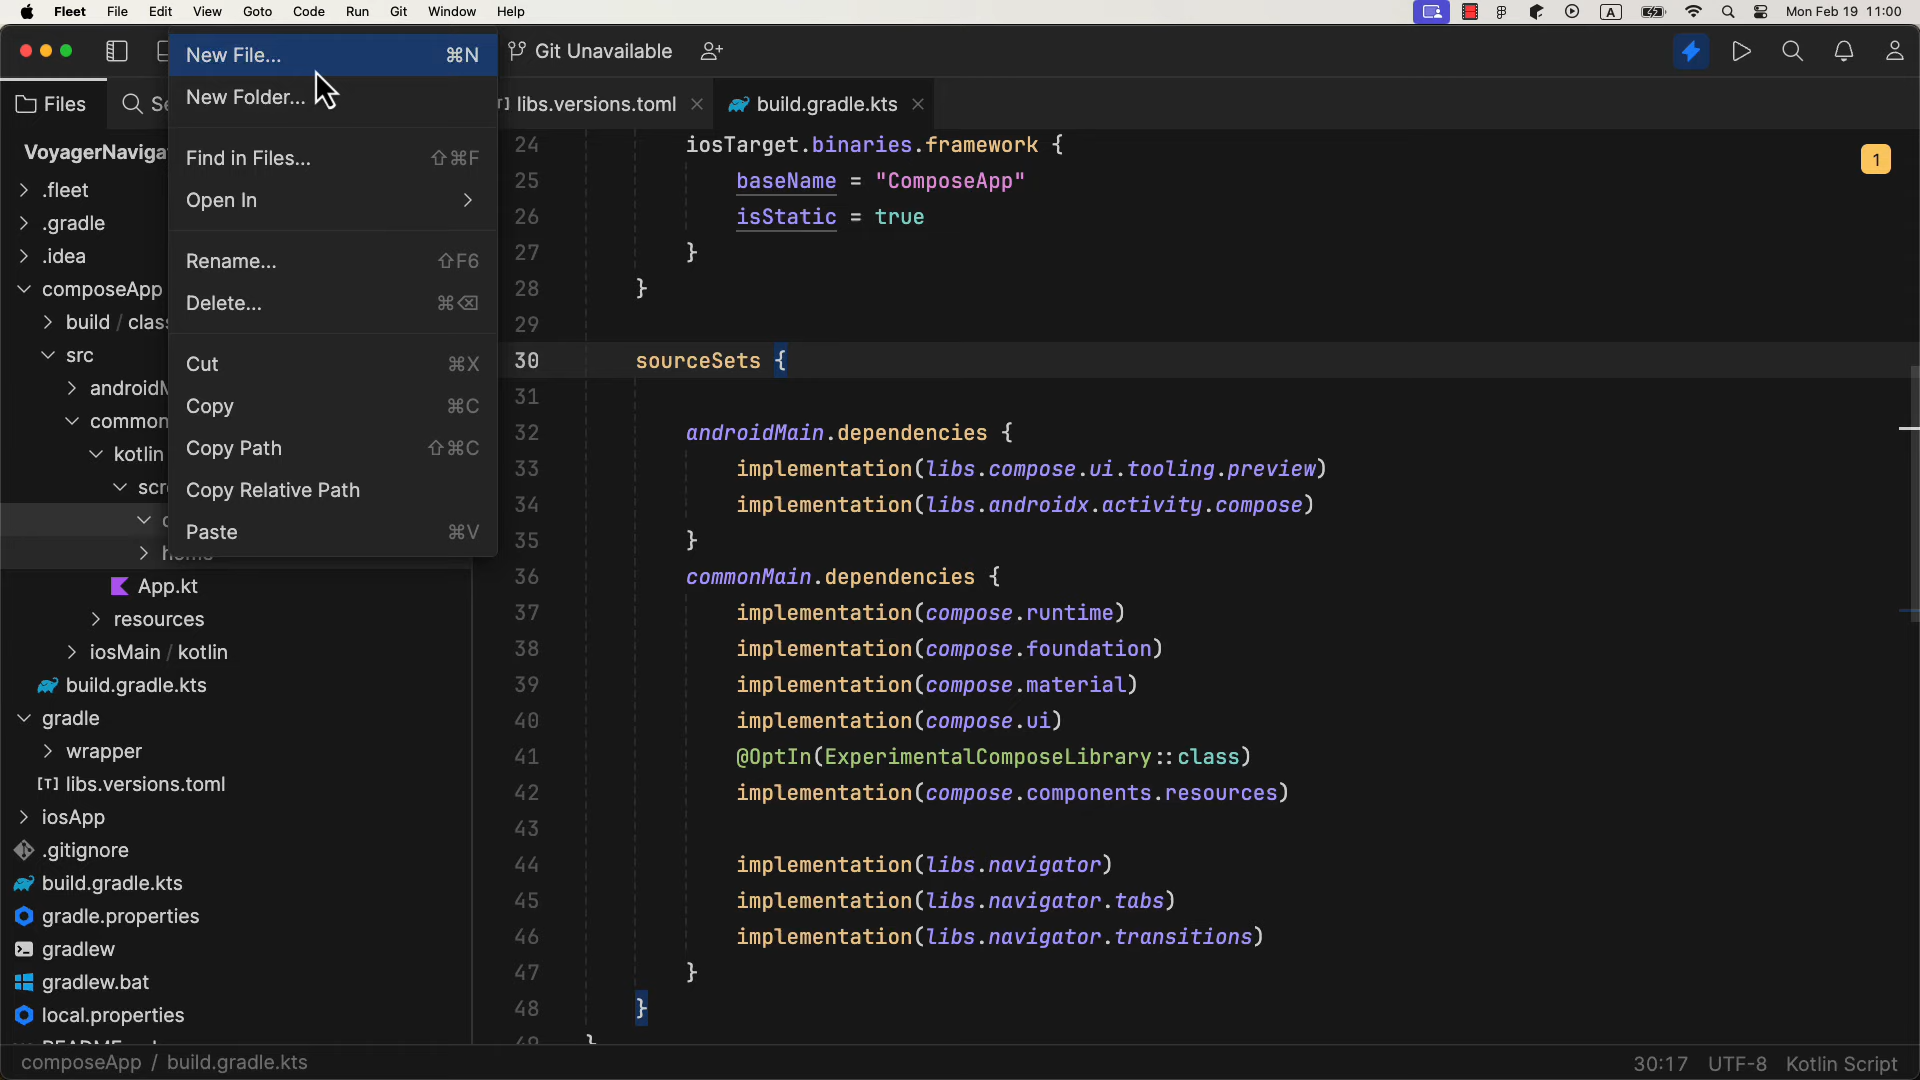 Fleet File Edit View Goto Code Run Git Window Help A Mon Feb 19 11:00
Git Unavailable
Files
libs.versions.toml
build.gradle.kts
New File... ⌘N
New Folder...
Find in Files... ⇧⌘F
Open In
Rename... ⇧F6
Delete... ⌘⌫
Cut ⌘X
Copy ⌘C
Copy Path ⇧⌘C
Copy Relative Path
Paste ⌘V
.fleet
.gradle
.idea
composeApp
build /
src
kotlin
App.kt
resources
iosMain / kotlin
build.gradle.kts
gradle
wrapper
[T] libs.versions.toml
iosApp
.gitignore
build.gradle.kts
gradle.properties
gradlew
gradlew.bat
local.properties
1
24 iosTarget.binaries.framework {
25 baseName = "ComposeApp"
26 isStatic = true
27 }
28 }
29
30 sourceSets {
31
32 androidMain.dependencies {
33 implementation(libs.compose.ui.tooling.preview)
34 implementation(libs.androidx.activity.compose)
35 }
36 commonMain.dependencies {
37 implementation(compose.runtime)
38 implementation(compose.foundation)
39 implementation(compose.material)
40 implementation(compose.ui)
41 @OptIn(ExperimentalComposeLibrary::class)
42 implementation(compose.components.resources)
43
44 implementation(libs.navigator)
45 implementation(libs.navigator.tabs)
46 implementation(libs.navigator.transitions)
47 }
48 }
composeApp / build.gradle.kts
30:17 UTF-8 Kotlin Script